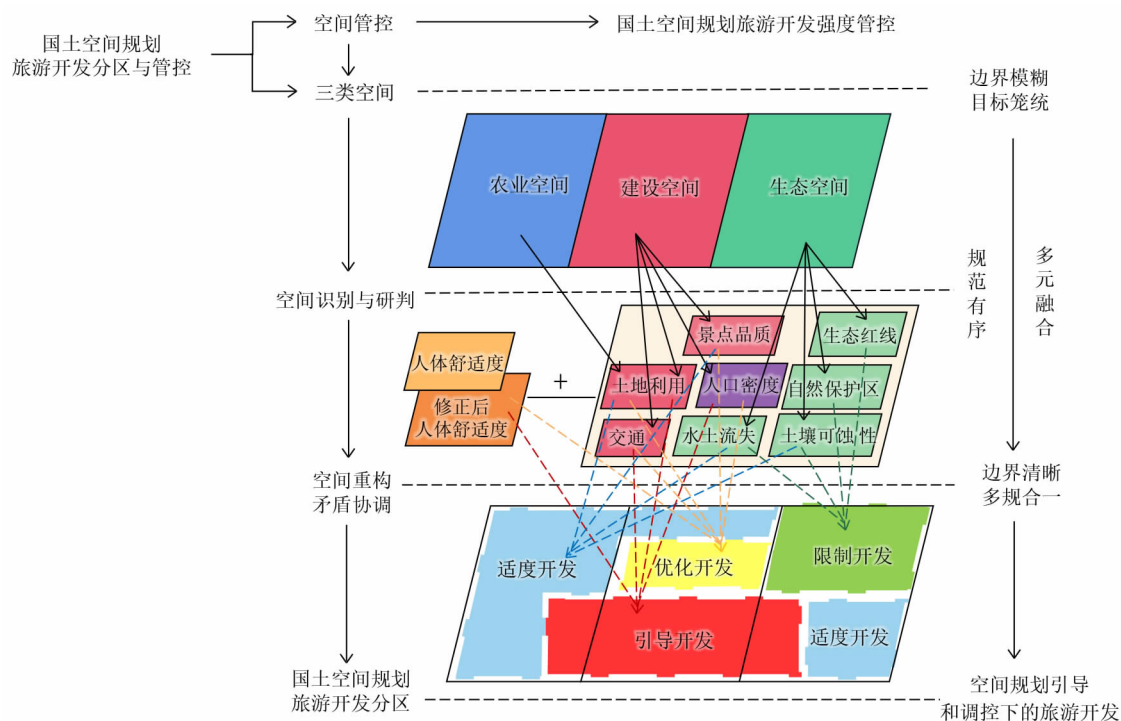 空间管控
国土空间规划旅游开发强度管控
国土空间规划
旅游开发分区与管控
三类空间
边界模糊
目标笼统
农业空间
建设空间
生态空间
规范有序
多元融合
空间识别与研判
景点品质
生态红线
人体舒适度
+
土地利用
人口密度
自然保护区
修正后
人体舒适度
交通
水土流失
土壤可蚀性
空间重构
矛盾协调
边界清晰
多规合一
适度开发
优化开发
限制开发
引导开发
适度开发
国土空间规划
旅游开发分区
空间规划引导
和调控下的旅游开发